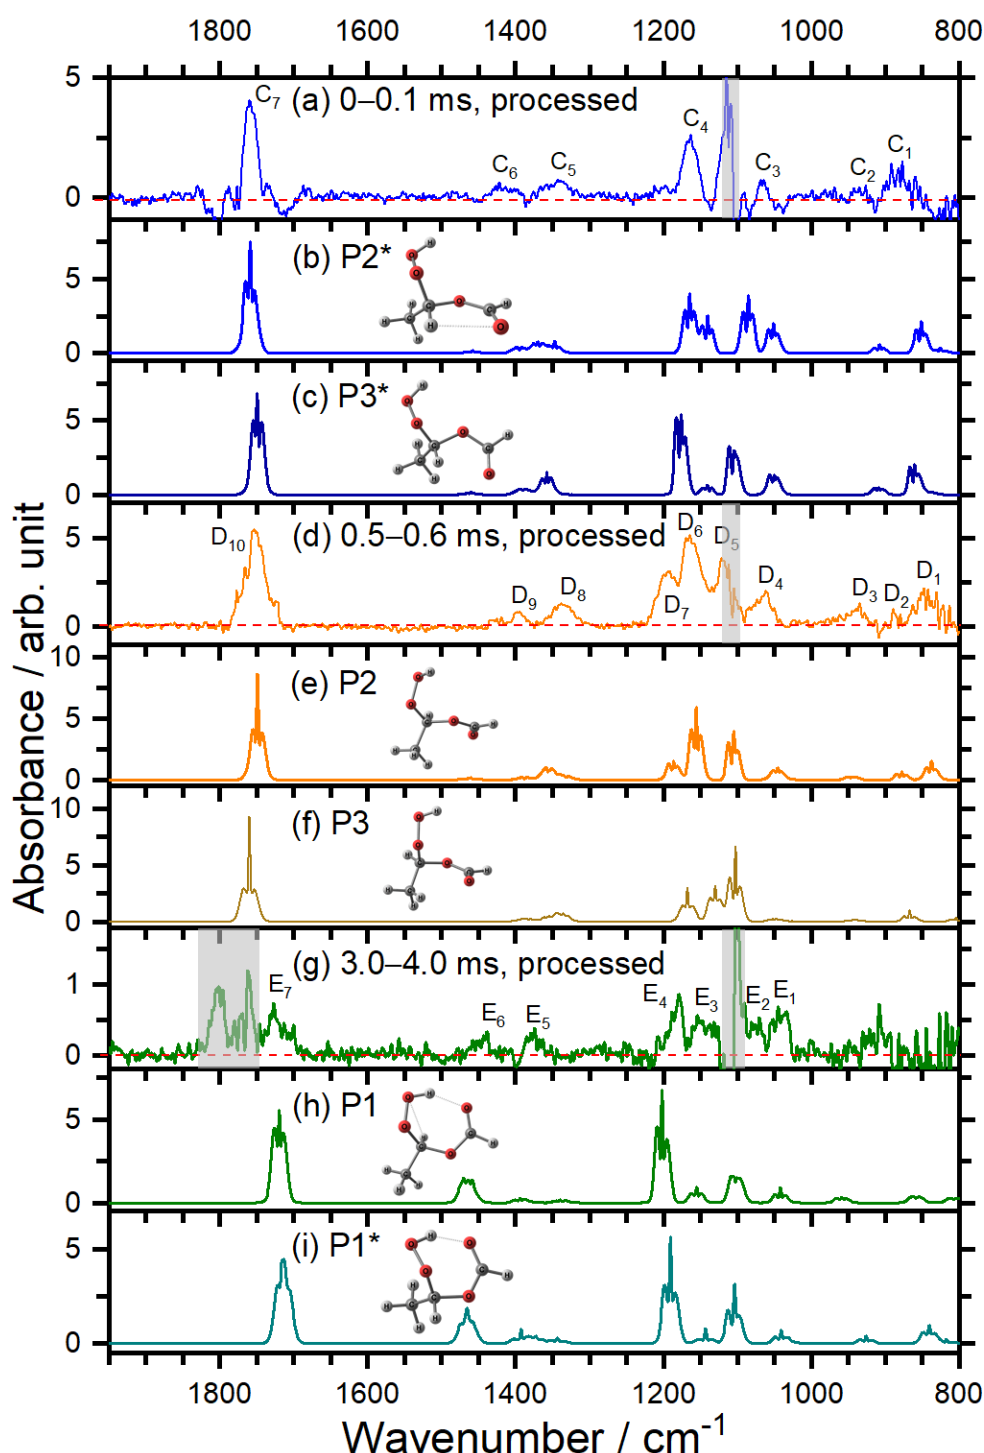 1800 1600 1400 1200 1000 800
Absorbance / arb. unit
(a) 0–0.1 ms, processed
5
0
C7 C6 C5 C4 C3 C2 C1
(b) P2*
5
0
H O O H C O C H H C H H O
(c) P3*
5
0
H O O O H H C C H C H H O
(d) 0.5–0.6 ms, processed
5
0
D10 D9 D8 D7 D6 D5 D4 D3 D2 D1
(e) P2
10
5
0
(f) P3
10
5
0
(g) 3.0–4.0 ms, processed
1
0
E7 E6 E5 E4 E3 E2 E1
(h) P1
5
0
(i) P1*
5
0
1800 1600 1400 1200 1000 800
Wavenumber / cm-1